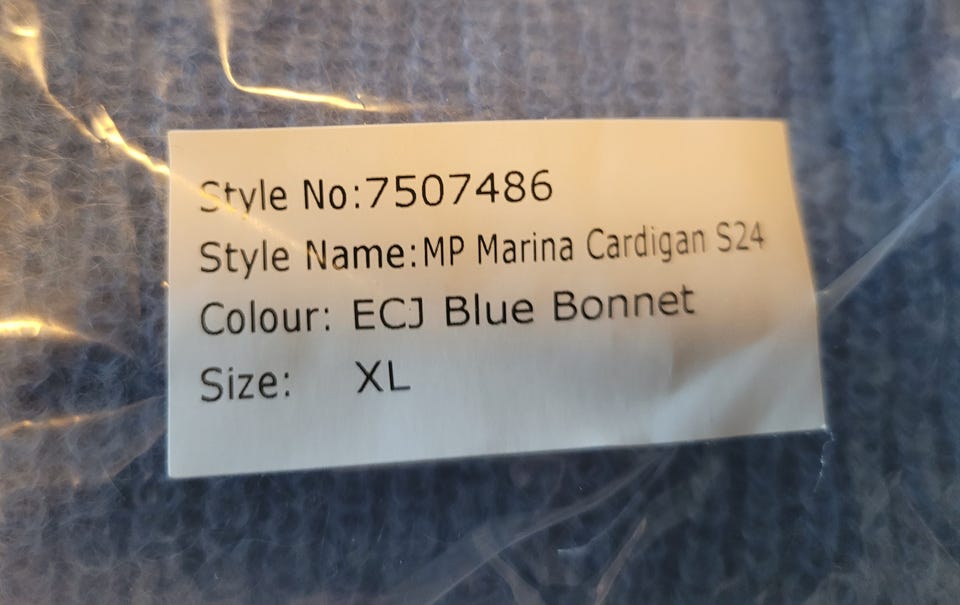 Style No:7507486
Style Name:MP Marina Cardigan S24
Colour: ECJ Blue Bonnet
Size: XL